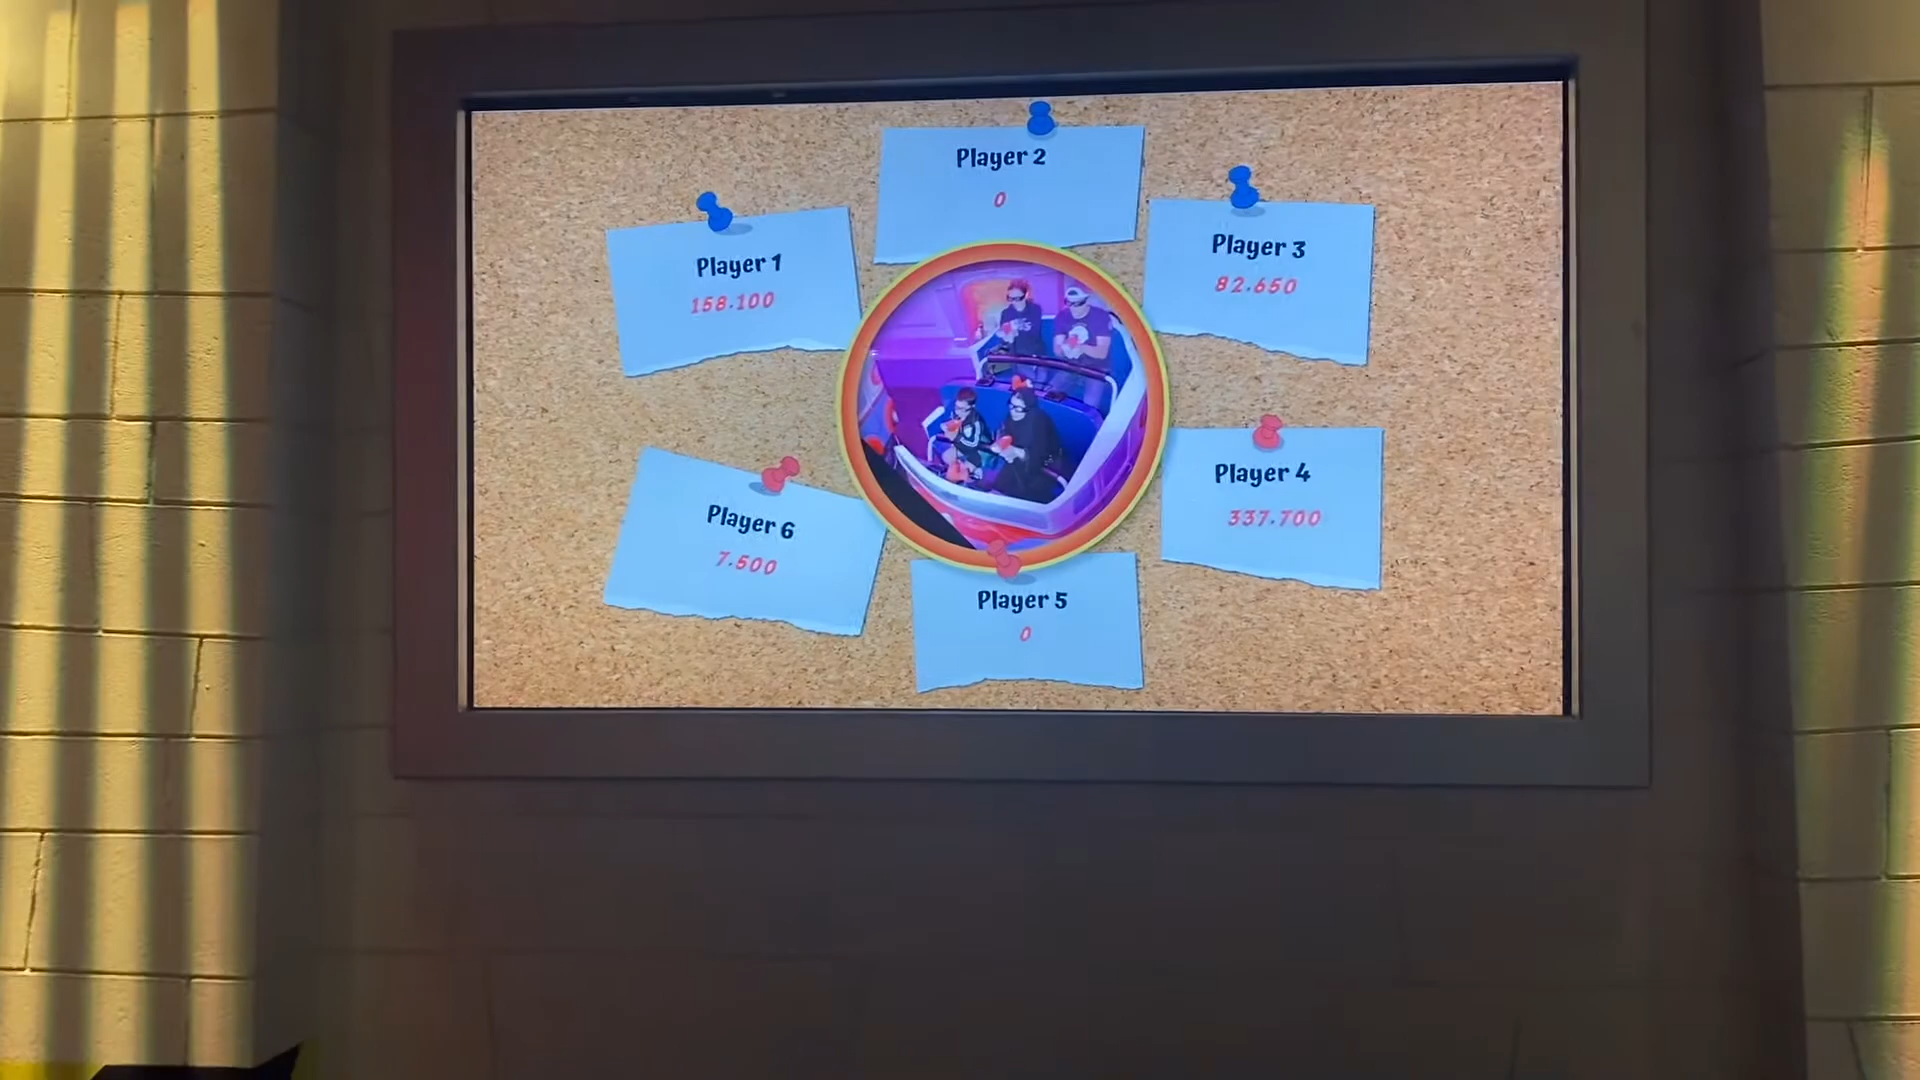 Player 1
158.100
Player 2
0
Player 3
82.650
Player 4
337.700
Player 5
0
Player 6
7.500